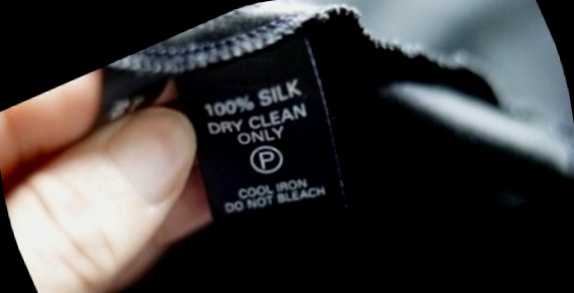 100% SILK
DRY CLEAN
ONLY
P
COOL IRON
DO NOT BLEACH